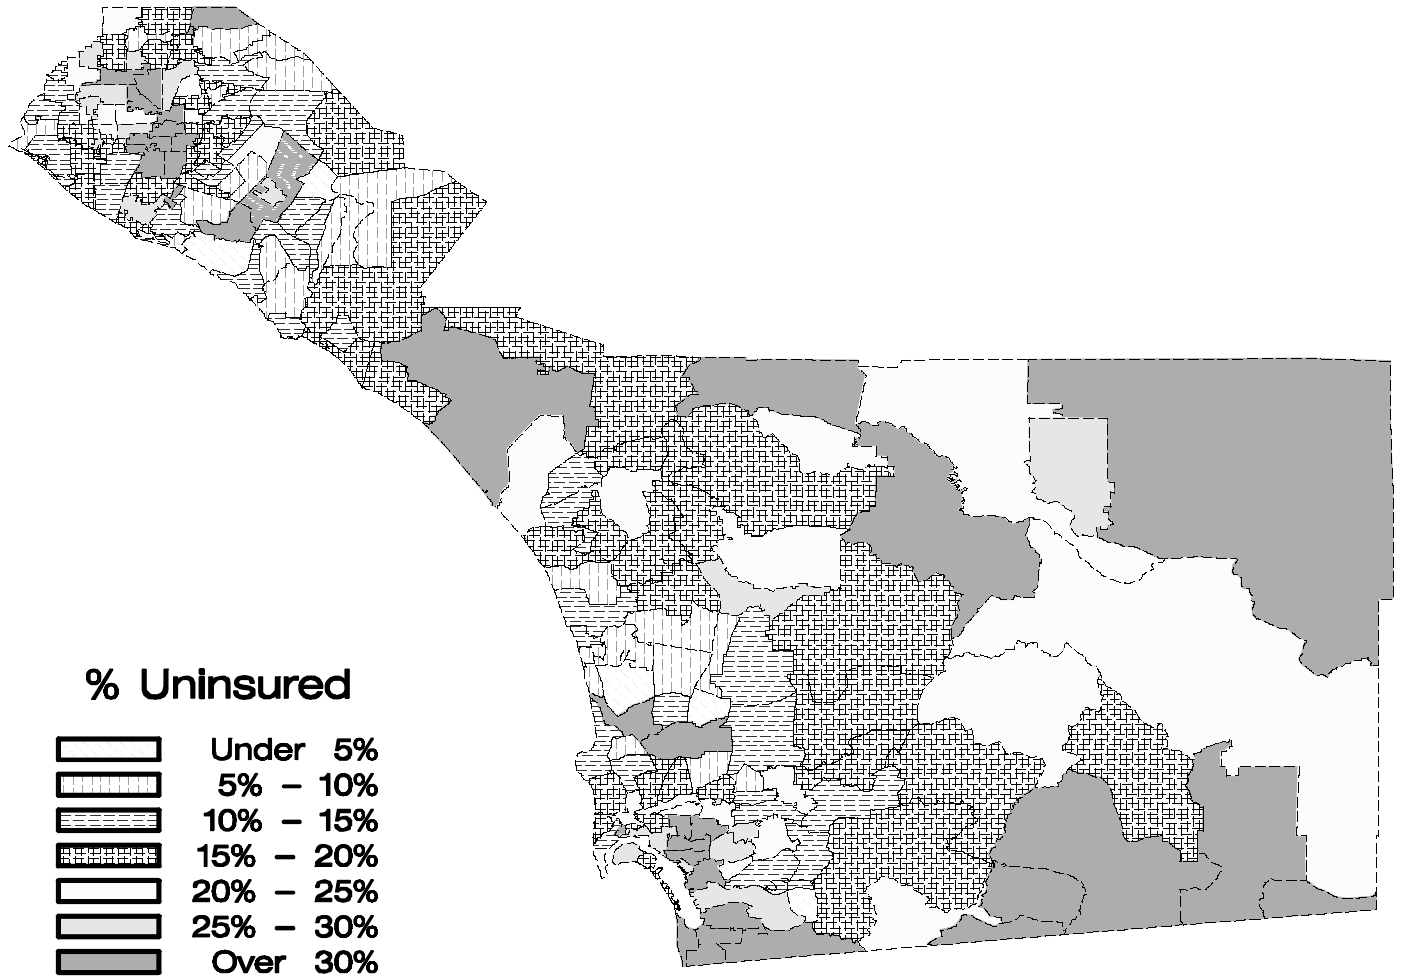 % Uninsured
Under 5%
5% – 10%
10% – 15%
15% – 20%
20% – 25%
25% – 30%
Over 30%